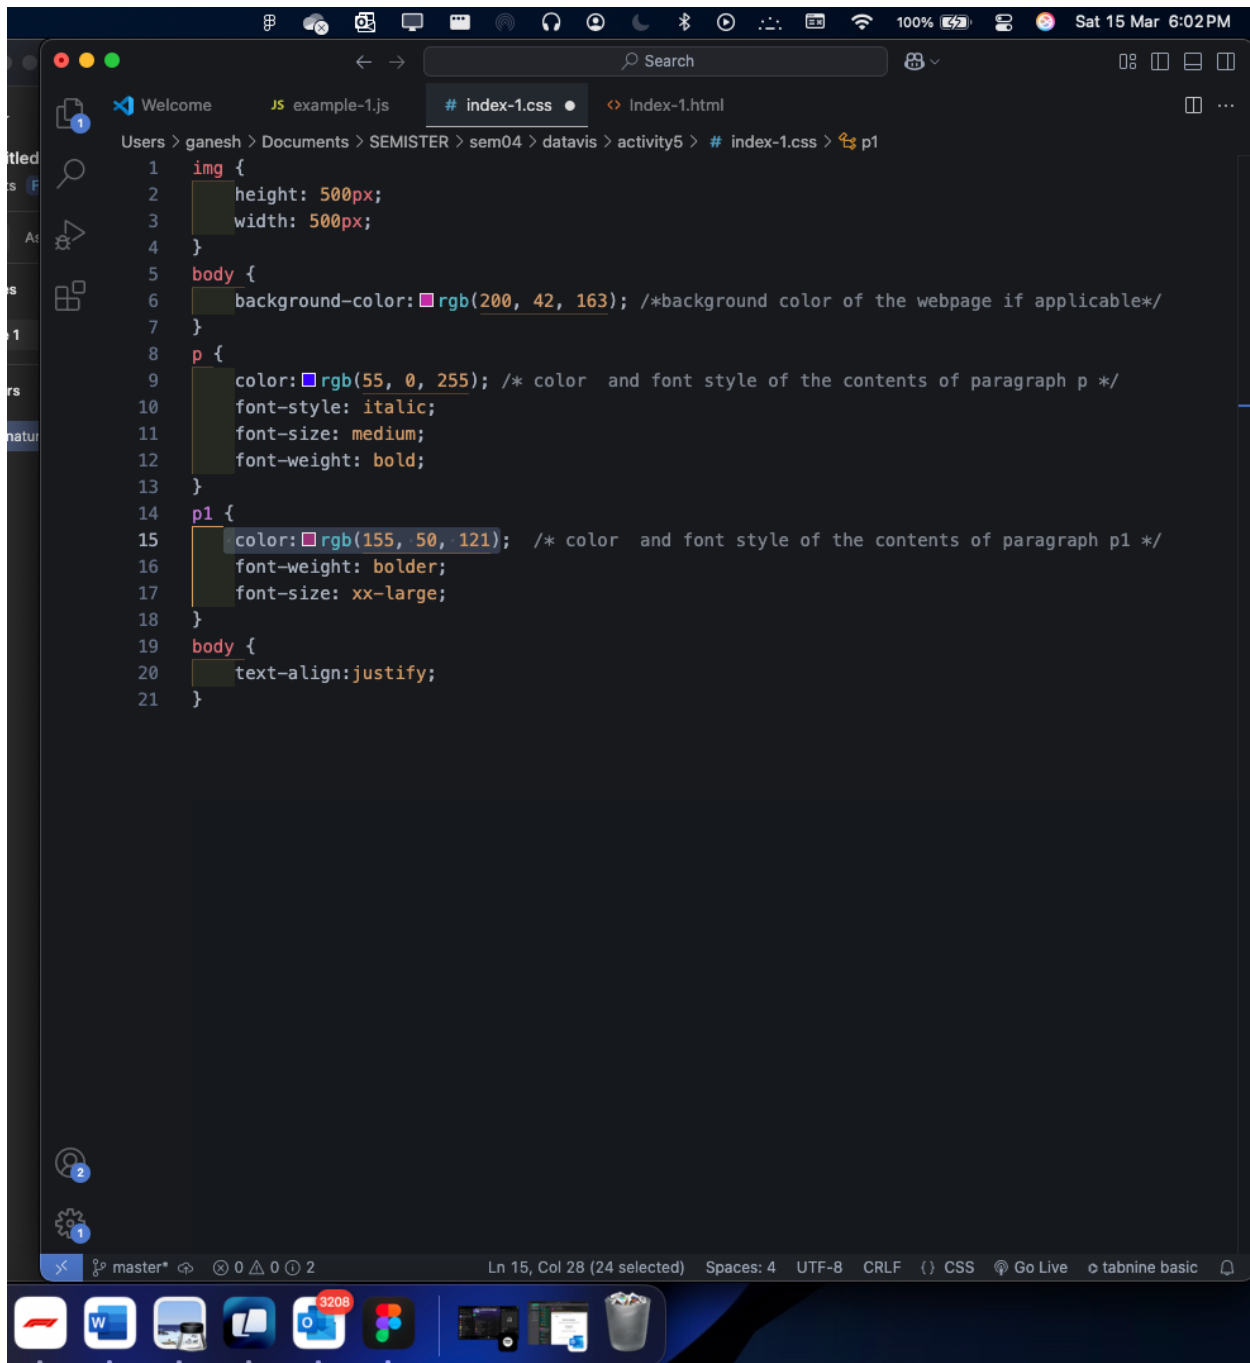 100% Sat 15 Mar 6:02 PM
Search
Welcome JS example-1.js # index-1.css ● <> Index-1.html
1
Users > ganesh > Documents > SEMISTER > sem04 > datavis > activity5 > # index-1.css > p1
itled
As
1
natur
1 img {
2 height: 500px;
3 width: 500px;
4 }
5 body {
6 background-color: rgb(200, 42, 163); /*background color of the webpage if applicable*/
7 }
8 p {
9 color: rgb(55, 0, 255); /* color  and font style of the contents of paragraph p */
10 font-style: italic;
11 font-size: medium;
12 font-weight: bold;
13 }
14 p1 {
15 color: rgb(155, 50, 121);  /* color  and font style of the contents of paragraph p1 */
16 font-weight: bolder;
17 font-size: xx-large;
18 }
19 body {
20 text-align:justify;
21 }
2
1
master* 0 0 2 Ln 15, Col 28 (24 selected) Spaces: 4 UTF-8 CRLF {} CSS Go Live tabnine basic
W O 3208